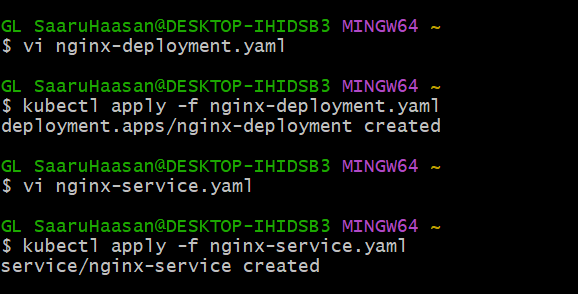 GL SaaruHaasan@DESKTOP-IHIDSB3 MINGW64 ~
$ vi nginx-deployment.yaml
GL SaaruHaasan@DESKTOP-IHIDSB3 MINGW64 ~
$ kubectl apply -f nginx-deployment.yaml
deployment.apps/nginx-deployment created
GL SaaruHaasan@DESKTOP-IHIDSB3 MINGW64 ~
$ vi nginx-service.yaml
GL SaaruHaasan@DESKTOP-IHIDSB3 MINGW64 ~
$ kubectl apply -f nginx-service.yaml
service/nginx-service created